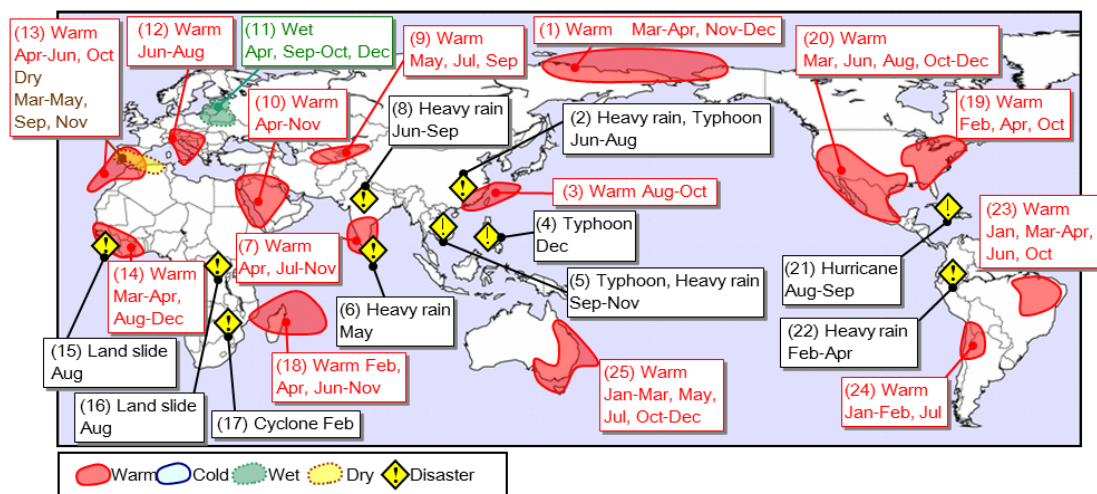 (13) Warm
Apr-Jun, Oct
Dry
Mar-May,
Sep, Nov
(12) Warm
Jun-Aug
(11) Wet
Apr, Sep-Oct, Dec
(9) Warm
May, Jul, Sep
(1) Warm Mar-Apr, Nov-Dec
(20) Warm
Mar, Jun, Aug, Oct-Dec
(10) Warm
Apr-Nov
(8) Heavy rain
Jun-Sep
(2) Heavy rain, Typhoon
Jun-Aug
(19) Warm
Feb, Apr, Oct
(3) Warm Aug-Oct
(4) Typhoon
Dec
(23) Warm
Jan, Mar-Apr,
Jun, Oct
(7) Warm
Apr, Jul-Nov
(14) Warm
Mar-Apr,
Aug-Dec
(5) Typhoon, Heavy rain
Sep-Nov
(21) Hurricane
Aug-Sep
(6) Heavy rain
May
(22) Heavy rain
Feb-Apr
(15) Land slide
Aug
(18) Warm Feb,
Apr, Jun-Nov
(25) Warm
Jan-Mar, May,
Jul, Oct-Dec
(24) Warm
Jan-Feb, Jul
(16) Land slide
Aug
(17) Cyclone Feb
Warm Cold Wet Dry Disaster